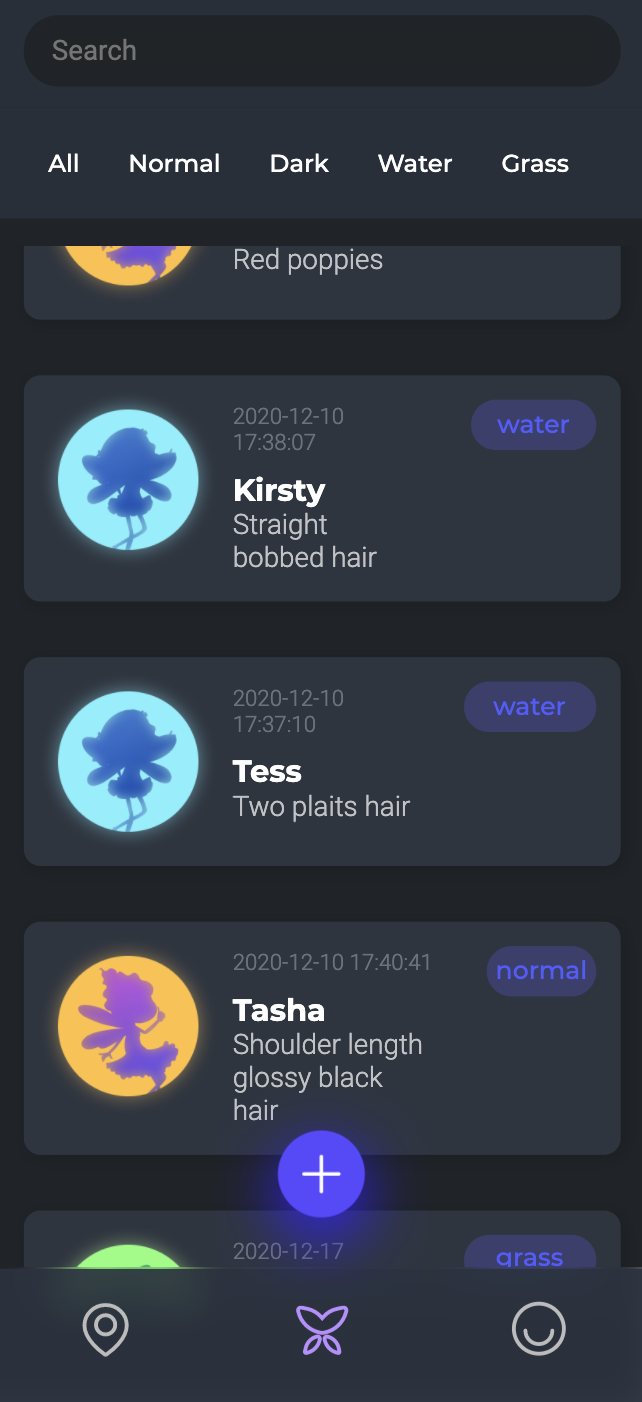 Search
All Normal Dark Water Grass
Red poppies
2020-12-10
17:38:07
water
Kirsty
Straight
bobbed hair
2020-12-10
17:37:10
water
Tess
Two plaits hair
2020-12-10 17:40:41
normal
Tasha
Shoulder length
glossy black
hair
2020-12-17
grass